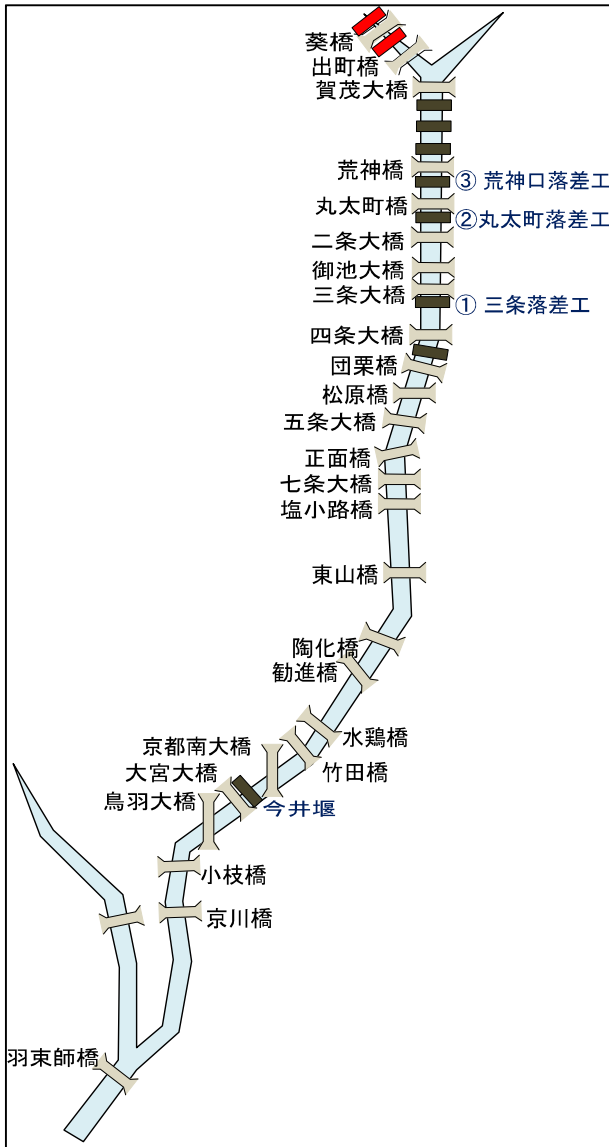 葵橋
出町橋
賀茂大橋
荒神橋
③ 荒神口落差工
丸太町橋
②丸太町落差工
二条大橋
御池大橋
三条大橋
① 三条落差工
四条大橋
団栗橋
松原橋
五条大橋
正面橋
七条大橋
塩小路橋
東山橋
陶化橋
勧進橋
水鶏橋
京都南大橋
竹田橋
大宮大橋
鳥羽大橋
今井堰
小枝橋
京川橋
羽束師橋